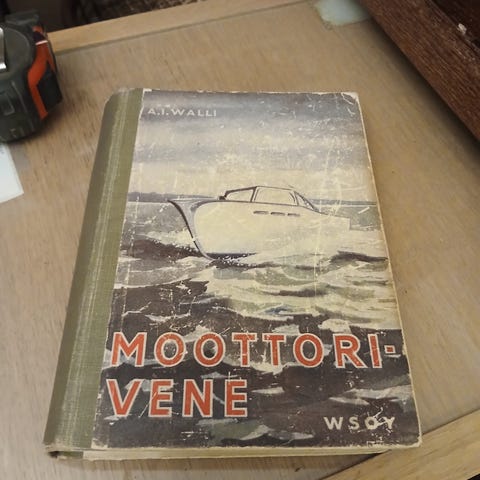 A.I.WALLI
MOOTTORI-
VENE
WSOY